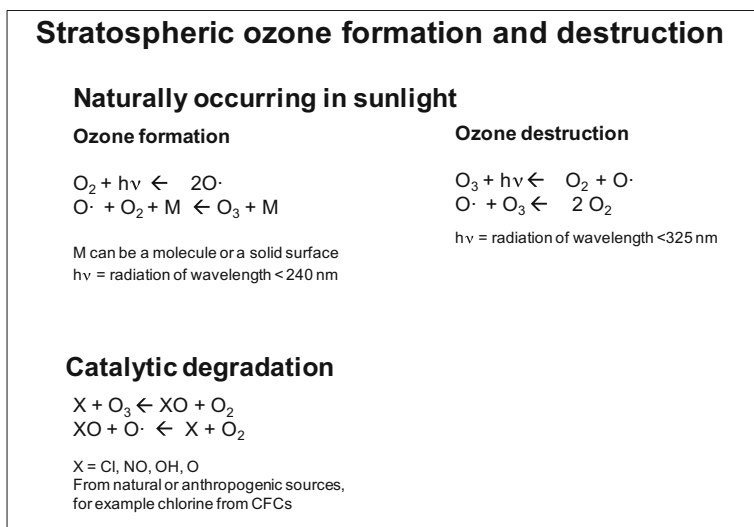 Stratospheric ozone formation and destruction
Naturally occurring in sunlight
Ozone formation
O₂ + hν ← 2O·
O· + O₂ + M ← O₃ + M
M can be a molecule or a solid surface
hν = radiation of wavelength < 240 nm
Ozone destruction
O₃ + hν ← O₂ + O·
O· + O₃ ← 2 O₂
hν = radiation of wavelength <325 nm
Catalytic degradation
X + O₃ ← XO + O₂
XO + O· ← X + O₂
X = Cl, NO, OH, O
From natural or anthropogenic sources,
for example chlorine from CFCs